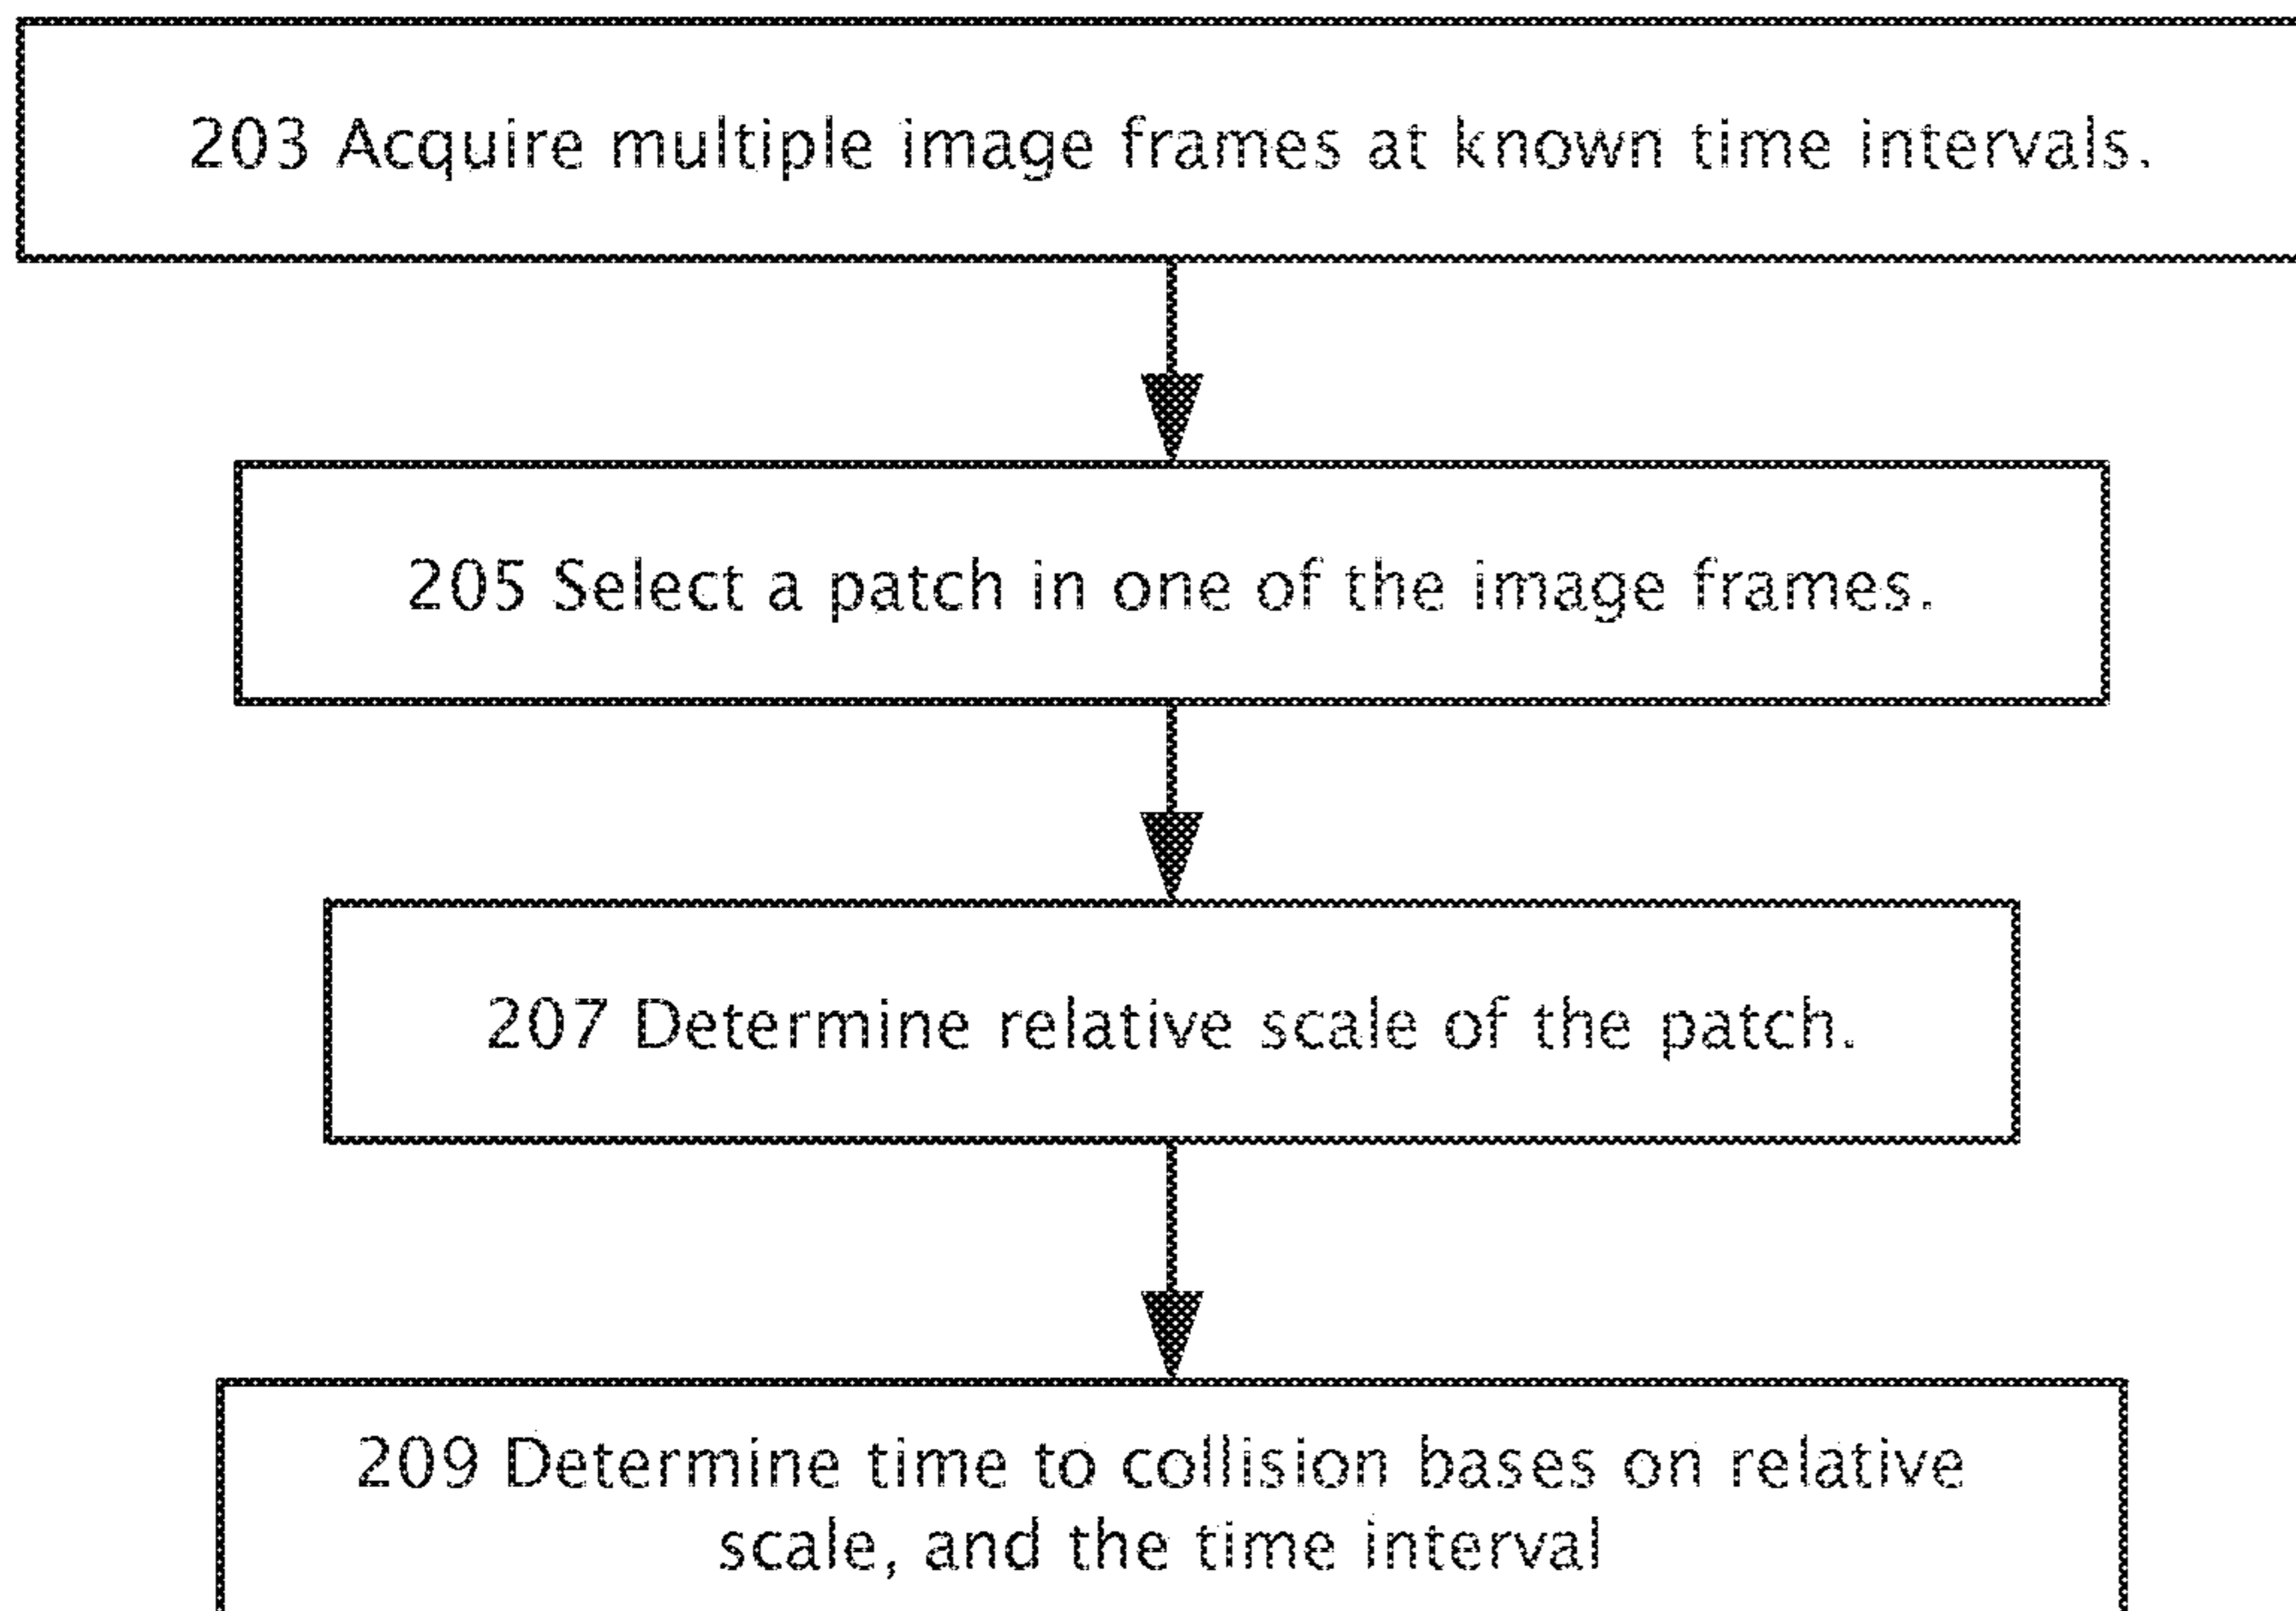 203 Acquire multiple image frames at known time intervals.
205 Select a patch in one of the image frames.
207 Determine relative scale of the patch.
209 Determine time to collision bases on relative
scale, and the time interval